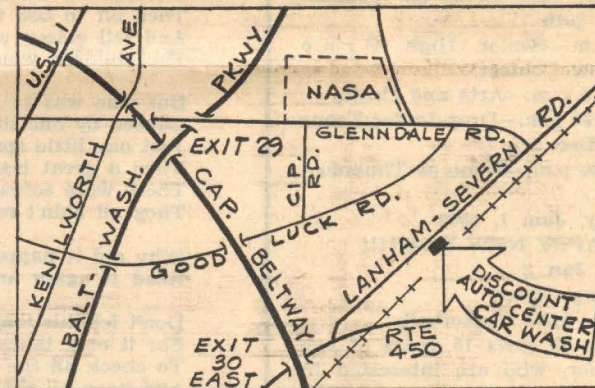 U.S. 1
AVE.
PKWY.
NASA
GLENNDALE RD.
EXIT 29
CIP.
RD.
KENILWORTH
BALT-WASH.
CAP.
BELTWAY
GOOD LUCK RD.
LANHAM-SEVERN RD.
DISCOUNT
AUTO CENTER
CAR WASH
EXIT
30
EAST
RTE
450